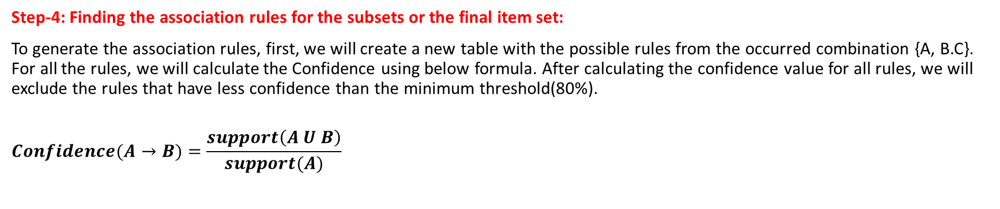 Step-4: Finding the association rules for the subsets or the final item set:
To generate the association rules, first, we will create a new table with the possible rules from the occurred combination {A, B.C}.
For all the rules, we will calculate the Confidence using below formula. After calculating the confidence value for all rules, we will
exclude the rules that have less confidence than the minimum threshold(80%).
Confidence(A → B) = support(A U B) / support(A)